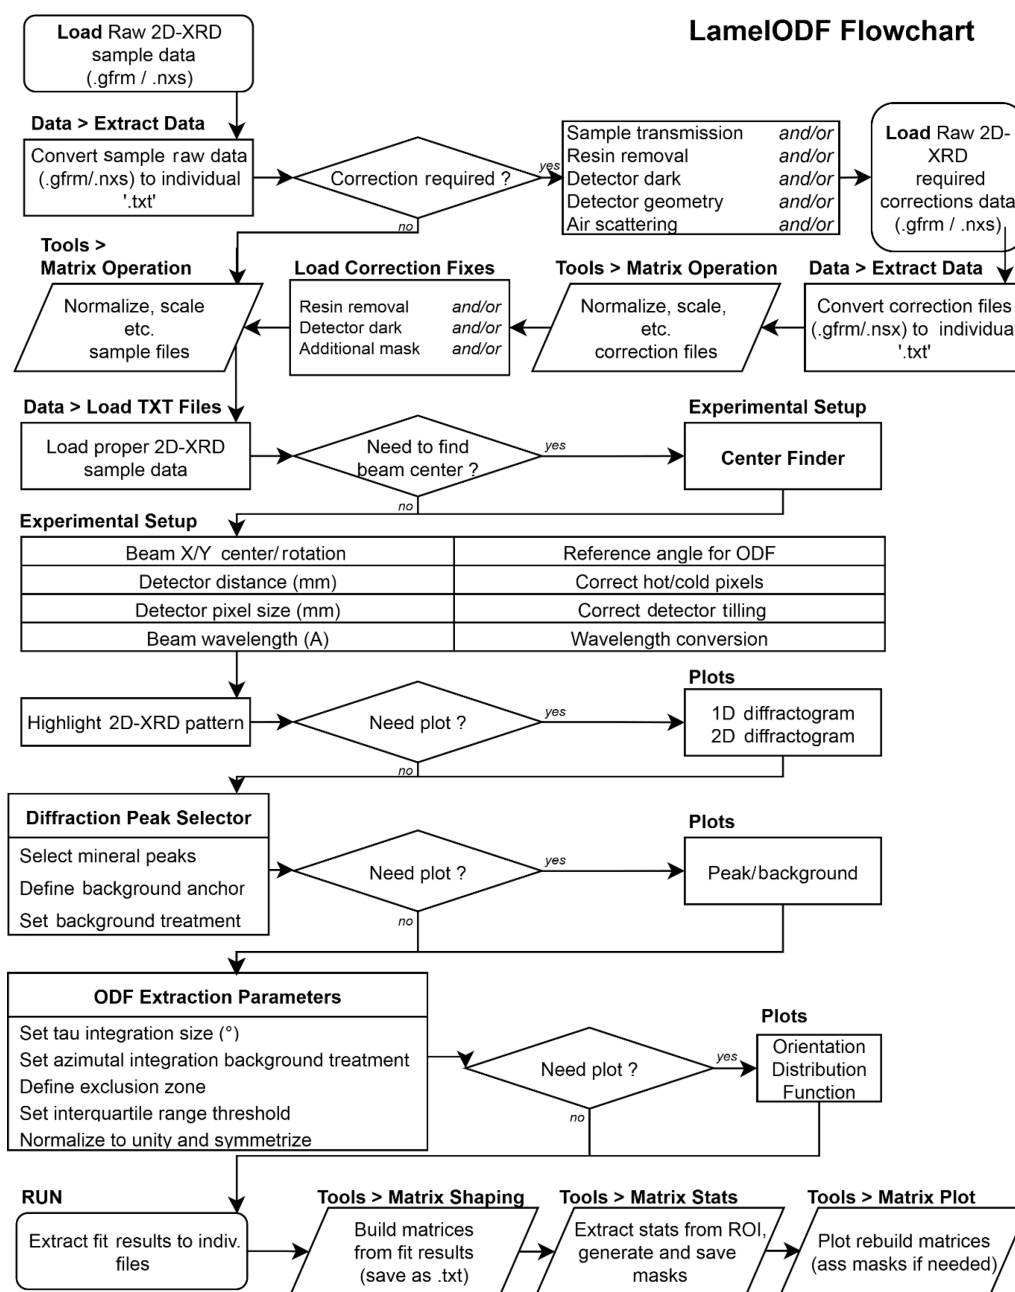 LamelODF Flowchart
Load Raw 2D-XRD
sample data
(.gfrm / .nxs)
Data > Extract Data
Convert sample raw data
(.gfrm/.nxs) to individual
'.txt'
Correction required ?
yes
no
Sample transmission and/or
Resin removal and/or
Detector dark and/or
Detector geometry and/or
Air scattering and/or
Load Raw 2D-
XRD
required
corrections data
(.gfrm / .nxs)
Data > Extract Data
Convert correction files
(.gfrm/.nsx) to individual
'.txt'
Tools > Matrix Operation
Normalize, scale,
etc.
correction files
Load Correction Fixes
Resin removal and/or
Detector dark and/or
Additional mask and/or
Tools >
Matrix Operation
Normalize, scale
etc.
sample files
Data > Load TXT Files
Load proper 2D-XRD
sample data
Need to find
beam center ?
yes
no
Experimental Setup
Center Finder
Experimental Setup
Beam X/Y center/rotation
Reference angle for ODF
Detector distance (mm)
Correct hot/cold pixels
Detector pixel size (mm)
Correct detector tilling
Beam wavelength (A)
Wavelength conversion
Highlight 2D-XRD pattern
Need plot ?
yes
no
Plots
1D diffractogram
2D diffractogram
Diffraction Peak Selector
Select mineral peaks
Define background anchor
Set background treatment
Need plot ?
yes
no
Plots
Peak/background
ODF Extraction Parameters
Set tau integration size (°)
Set azimutal integration background treatment
Define exclusion zone
Set interquartile range threshold
Normalize to unity and symmetrize
Need plot ?
yes
no
Plots
Orientation
Distribution
Function
RUN
Extract fit results to indiv.
files
Tools > Matrix Shaping
Build matrices
from fit results
(save as .txt)
Tools > Matrix Stats
Extract stats from ROI,
generate and save
masks
Tools > Matrix Plot
Plot rebuild matrices
(ass masks if needed)